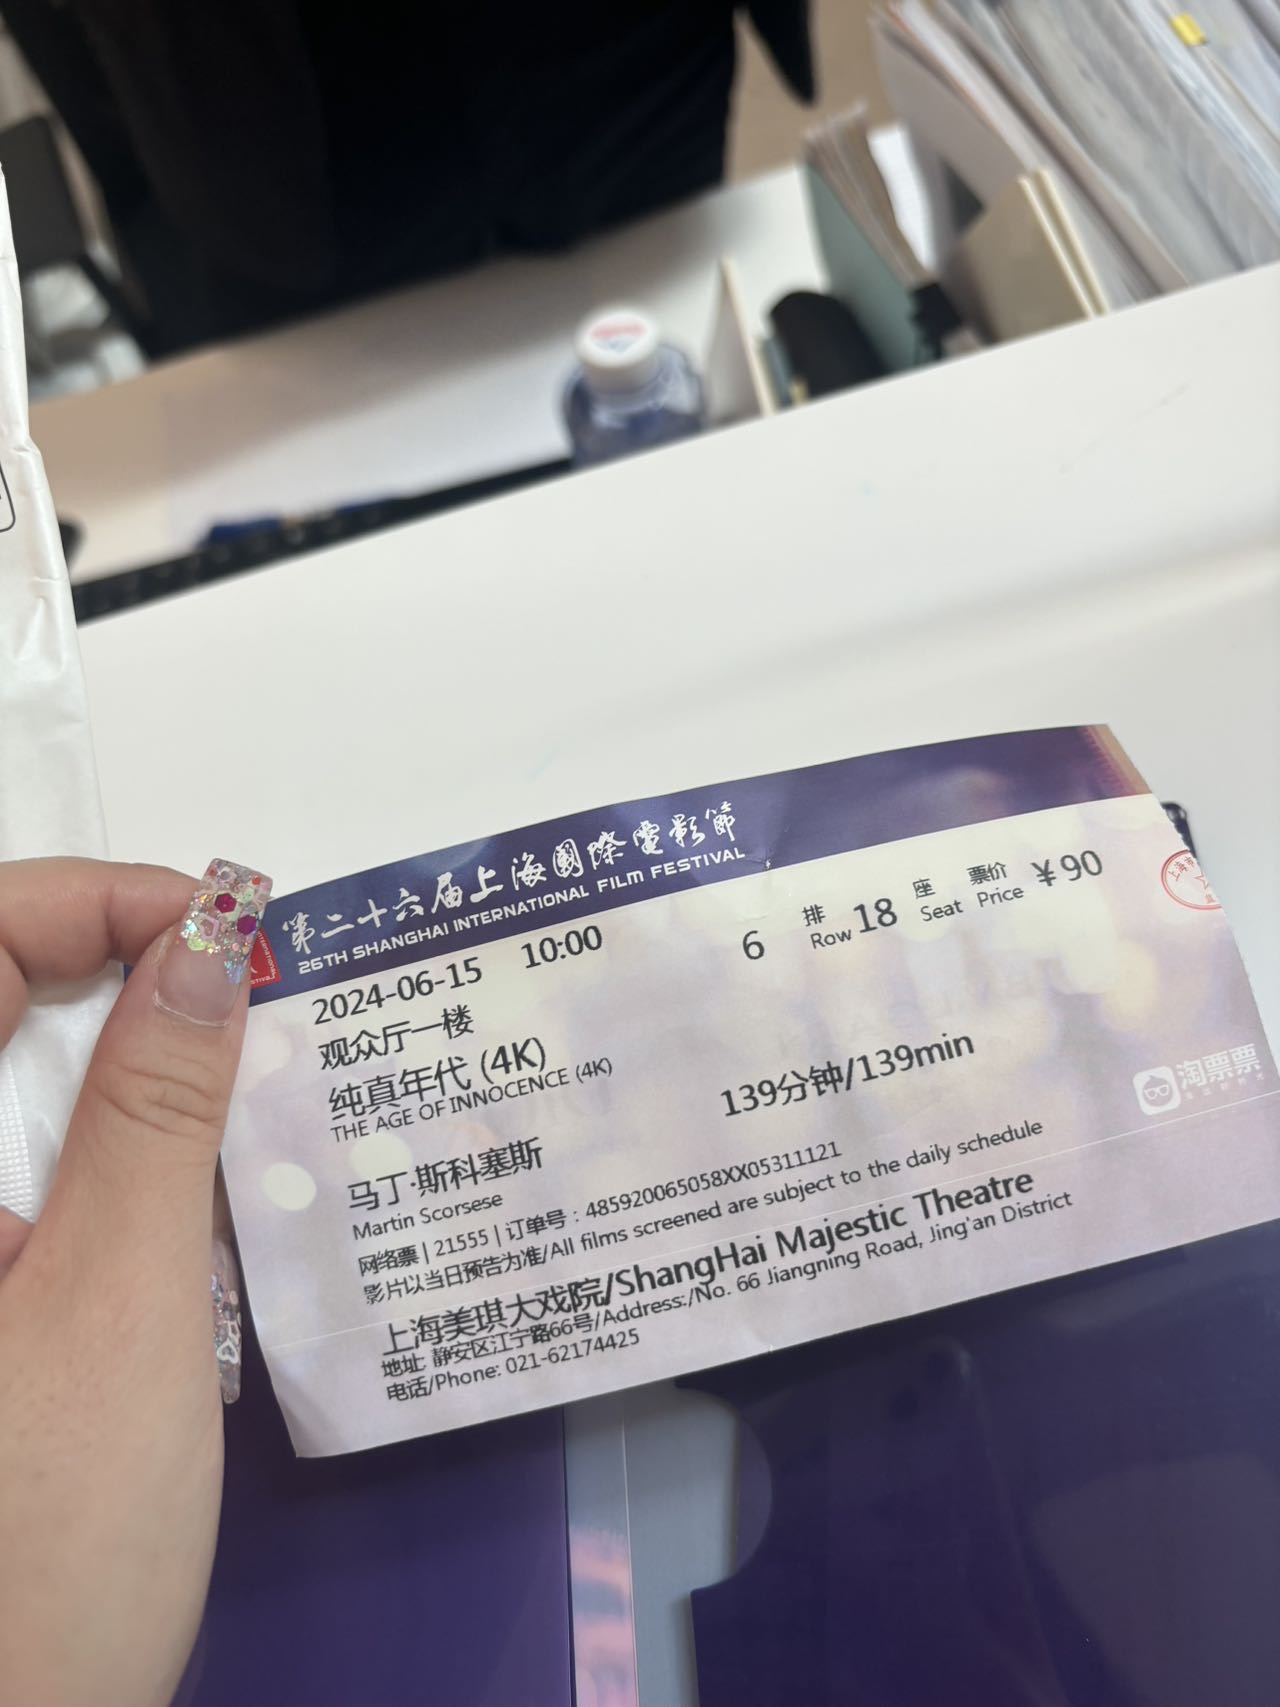 第二十六届上海國際電影節
26TH SHANGHAI INTERNATIONAL FILM FESTIVAL
2024-06-15 10:00 6 排 Row 18 座 Seat 票价 Price ¥90
观众厅一楼
纯真年代 (4K)
THE AGE OF INNOCENCE (4K)
139分钟/139min
马丁·斯科塞斯
Martin Scorsese
网络票 | 21555 | 订单号：485920065058XX05311121
影片以当日预告为准/All films screened are subject to the daily schedule
上海美琪大戏院/ShangHai Majestic Theatre
地址: 静安区江宁路66号/Address:/No. 66 Jiangning Road, Jing'an District
电话/Phone: 021-62174425
淘票票